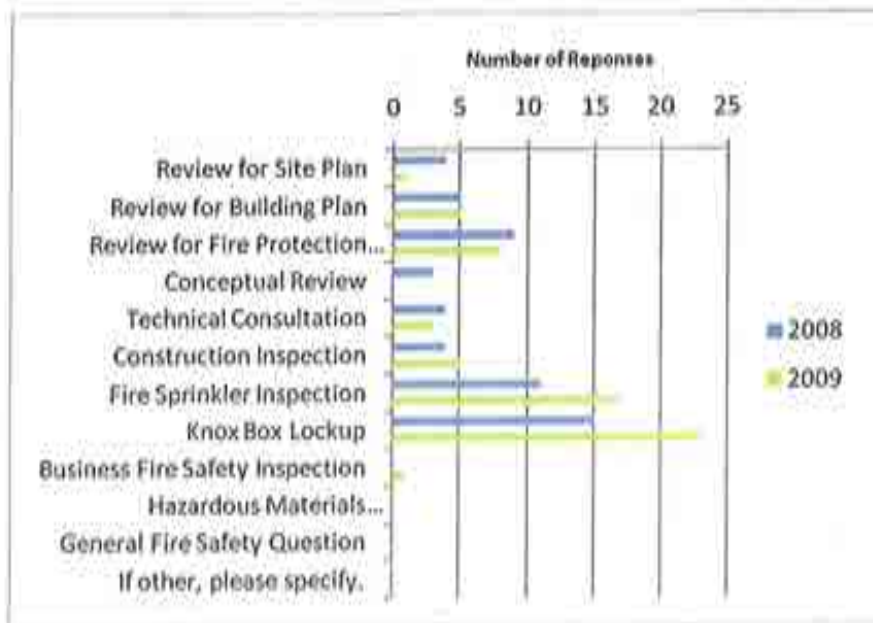 Number of Reponses
0 5 10 15 20 25
Review for Site Plan
Review for Building Plan
Review for Fire Protection...
Conceptual Review
Technical Consultation
Construction Inspection
Fire Sprinkler Inspection
Knox Box Lockup
Business Fire Safety Inspection
Hazardous Materials...
General Fire Safety Question
If other, please specify.
2008
2009